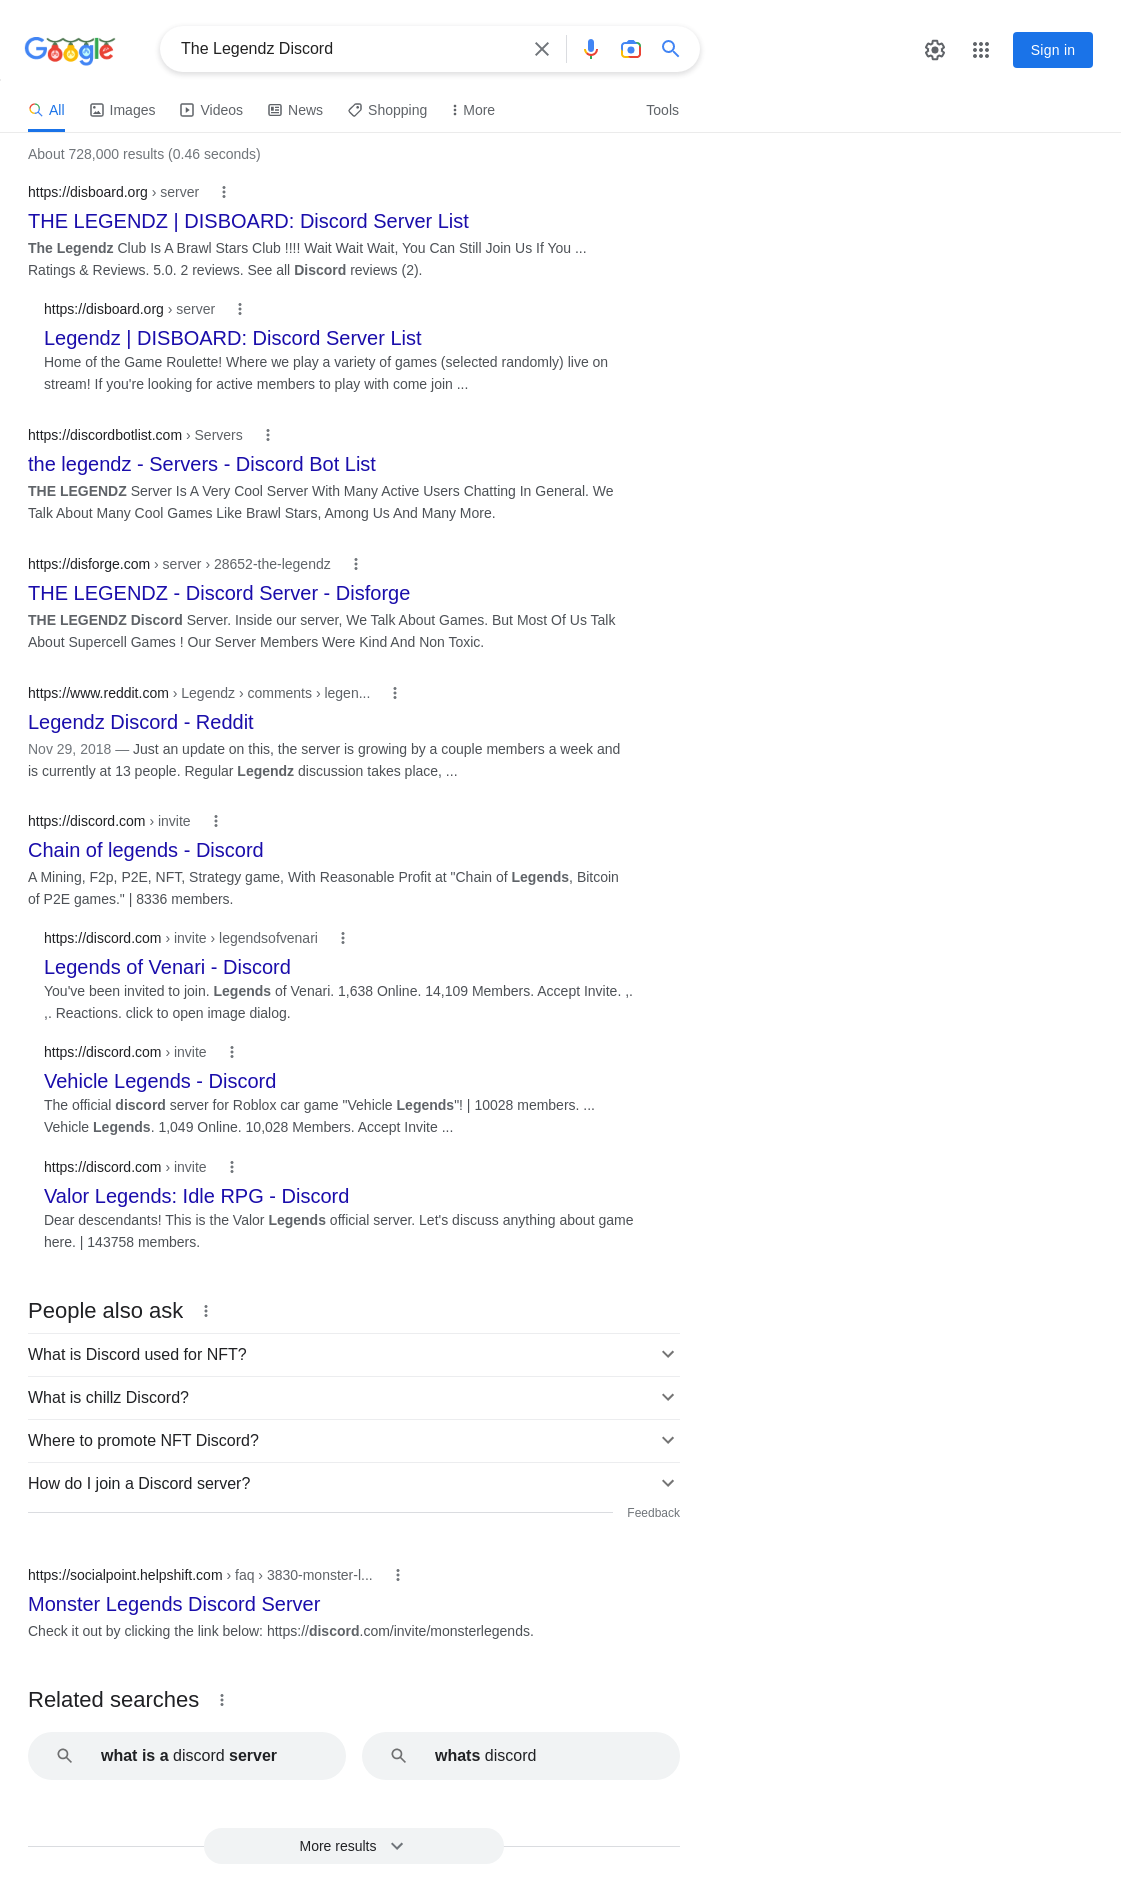 Google
The Legendz Discord
Sign in
All
Images
Videos
News
Shopping
More
Tools
About 728,000 results (0.46 seconds)
https://disboard.org › server
THE LEGENDZ | DISBOARD: Discord Server List
The Legendz Club Is A Brawl Stars Club !!!! Wait Wait Wait, You Can Still Join Us If You ...
Ratings & Reviews. 5.0. 2 reviews. See all Discord reviews (2).
https://disboard.org › server
Legendz | DISBOARD: Discord Server List
Home of the Game Roulette! Where we play a variety of games (selected randomly) live on
stream! If you're looking for active members to play with come join ...
https://discordbotlist.com › Servers
the legendz - Servers - Discord Bot List
THE LEGENDZ Server Is A Very Cool Server With Many Active Users Chatting In General. We
Talk About Many Cool Games Like Brawl Stars, Among Us And Many More.
https://disforge.com › server › 28652-the-legendz
THE LEGENDZ - Discord Server - Disforge
THE LEGENDZ Discord Server. Inside our server, We Talk About Games. But Most Of Us Talk
About Supercell Games ! Our Server Members Were Kind And Non Toxic.
https://www.reddit.com › Legendz › comments › legen...
Legendz Discord - Reddit
Nov 29, 2018 — Just an update on this, the server is growing by a couple members a week and
is currently at 13 people. Regular Legendz discussion takes place, ...
https://discord.com › invite
Chain of legends - Discord
A Mining, F2p, P2E, NFT, Strategy game, With Reasonable Profit at "Chain of Legends, Bitcoin
of P2E games." | 8336 members.
https://discord.com › invite › legendsofvenari
Legends of Venari - Discord
You've been invited to join. Legends of Venari. 1,638 Online. 14,109 Members. Accept Invite. ,.
,. Reactions. click to open image dialog.
https://discord.com › invite
Vehicle Legends - Discord
The official discord server for Roblox car game "Vehicle Legends"! | 10028 members. ...
Vehicle Legends. 1,049 Online. 10,028 Members. Accept Invite ...
https://discord.com › invite
Valor Legends: Idle RPG - Discord
Dear descendants! This is the Valor Legends official server. Let's discuss anything about game
here. | 143758 members.
People also ask
What is Discord used for NFT?
What is chillz Discord?
Where to promote NFT Discord?
How do I join a Discord server?
Feedback
https://socialpoint.helpshift.com › faq › 3830-monster-l...
Monster Legends Discord Server
Check it out by clicking the link below: https://discord.com/invite/monsterlegends.
Related searches
what is a discord server
whats discord
More results